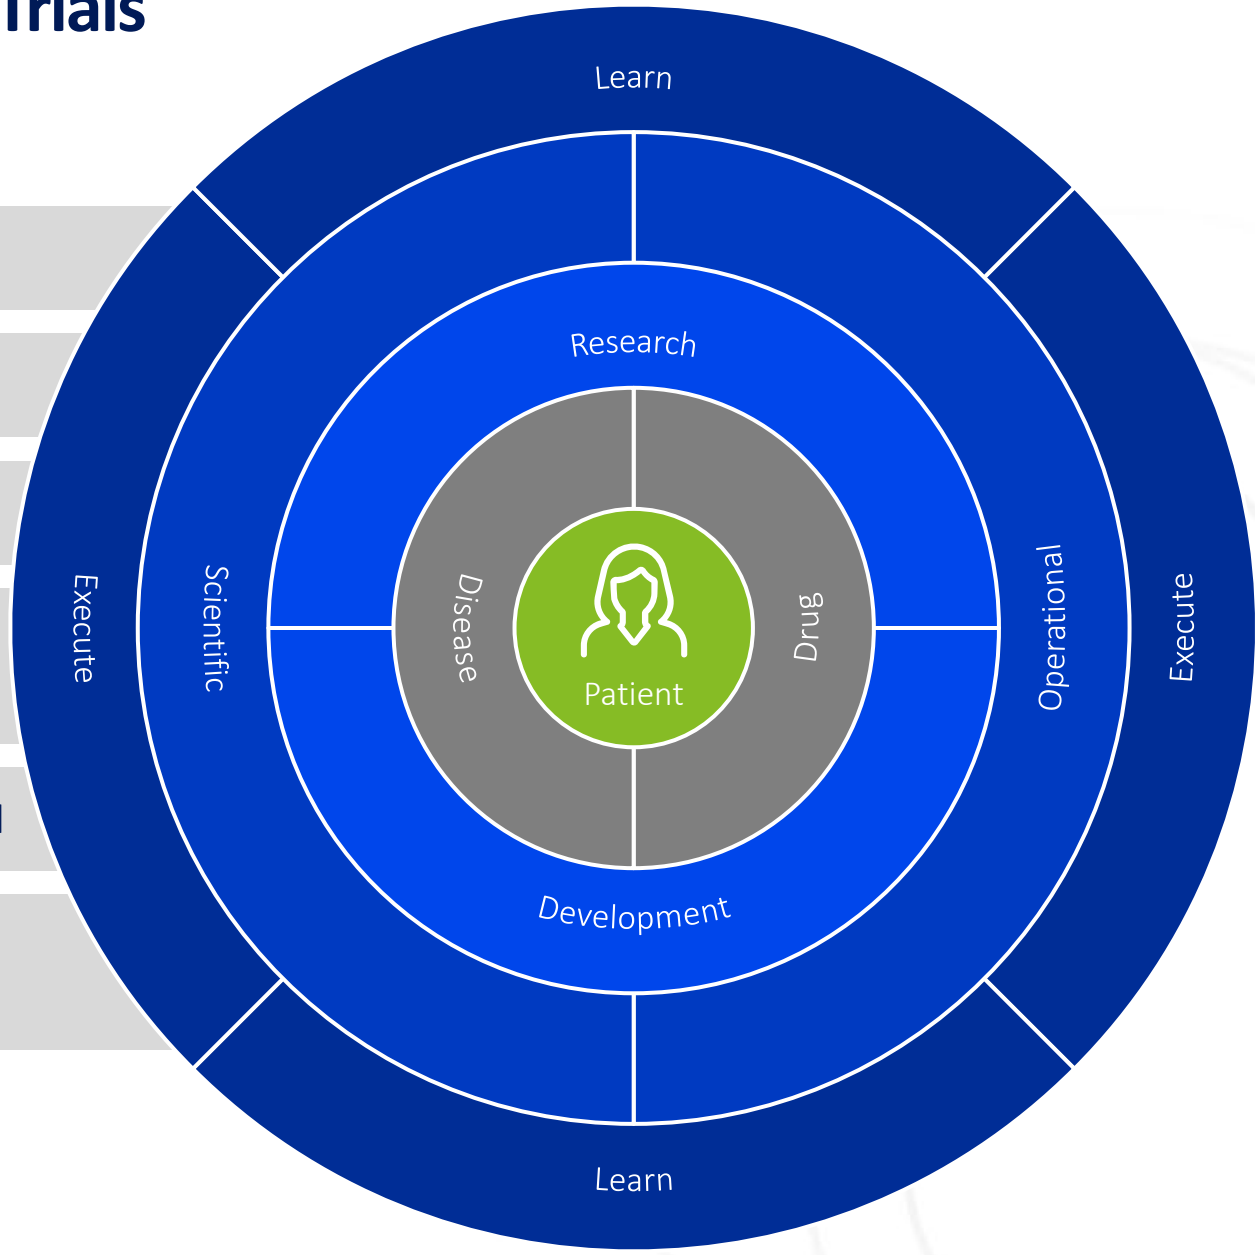 Trials
Learn
Research
Execute
Scientific
Disease
Patient
Drug
Operational
Execute
Development
Learn